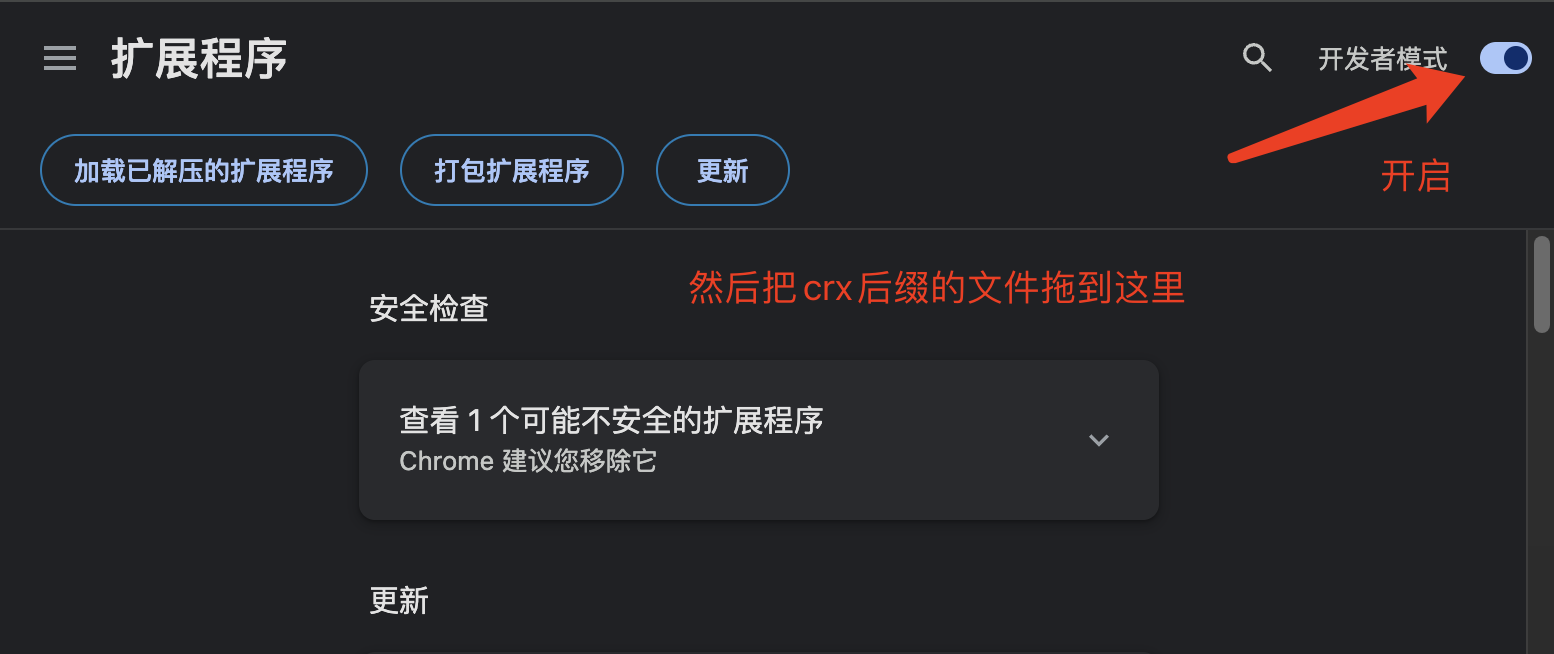 扩展程序
开发者模式
加载已解压的扩展程序
打包扩展程序
更新
开启
然后把crx后缀的文件拖到这里
安全检查
查看 1 个可能不安全的扩展程序
Chrome 建议您移除它
更新